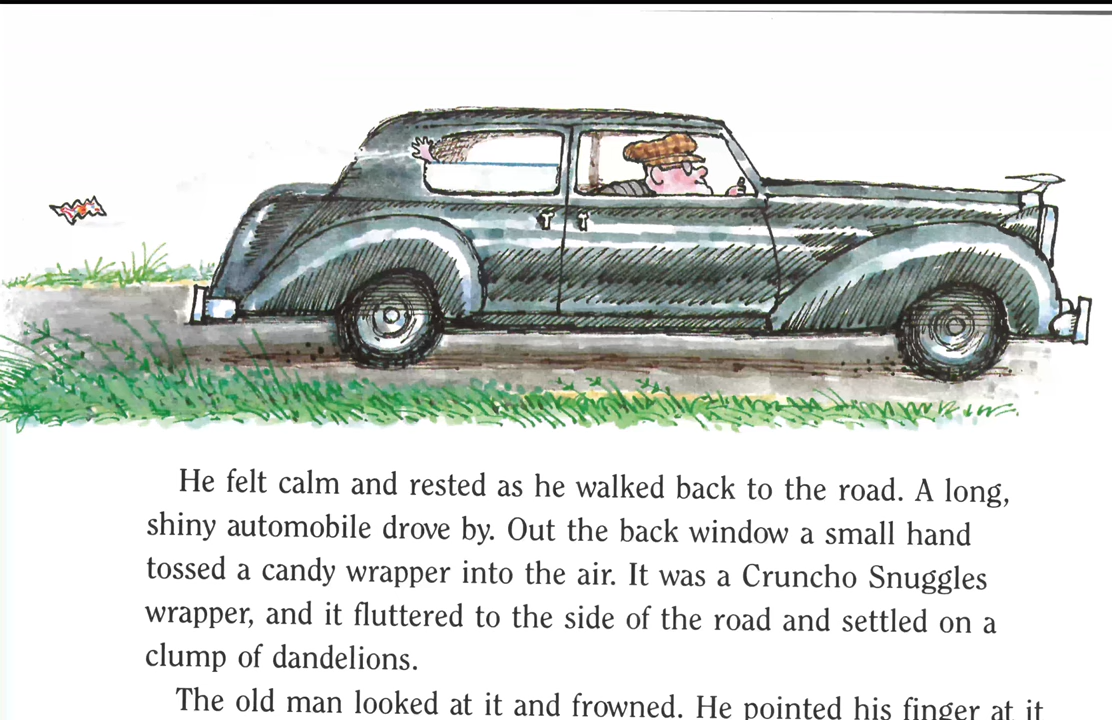 He felt calm and rested as he walked back to the road. A long,
shiny automobile drove by. Out the back window a small hand
tossed a candy wrapper into the air. It was a Cruncho Snuggles
wrapper, and it fluttered to the side of the road and settled on a
clump of dandelions.
The old man looked at it and frowned. He pointed his finger at it